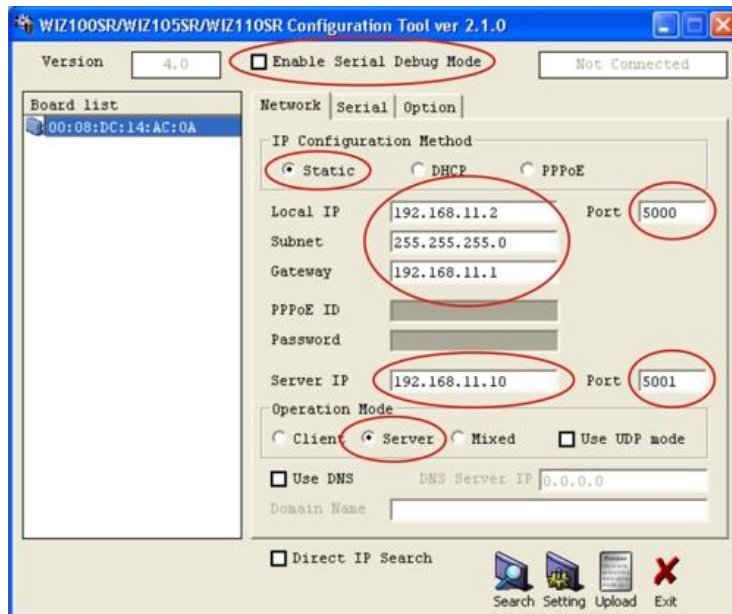 WIZ100SR/WIZ105SR/WIZ110SR Configuration Tool ver 2.1.0
Version 4.0 Enable Serial Debug Mode Not Connected
Board list
00:08:DC:14:AC:0A
Network Serial Option
IP Configuration Method
Static DHCP PPPoE
Local IP 192.168.11.2 Port 5000
Subnet 255.255.255.0
Gateway 192.168.11.1
PPPoE ID
Password
Server IP 192.168.11.10 Port 5001
Operation Mode
Client Server Mixed Use UDP mode
Use DNS DNS Server IP 0.0.0.0
Domain Name
Direct IP Search
Search Setting Upload Exit